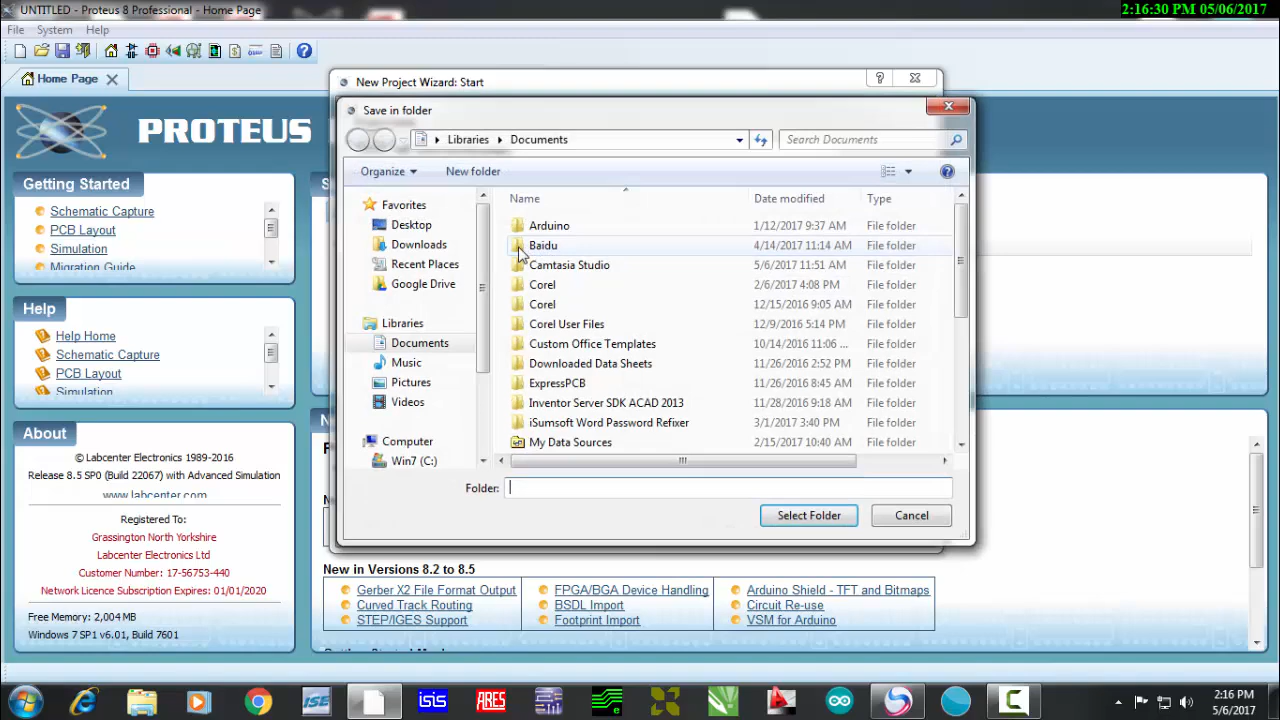 UNTITLED - Proteus 8 Professional - Home Page
2:16:30 PM 05/06/2017
File System Help
Home Page
New Project Wizard: Start
Save in folder
PROTEUS
Libraries Documents
Search Documents
Organize New folder
Getting Started
Schematic Capture
PCB Layout
Simulation
Migration Guide
Help
Help Home
Schematic Capture
PCB Layout
Simulation
About
© Labcenter Electronics 1989-2016
Release 8.5 SP0 (Build 22067) with Advanced Simulation
www.labcenter.com
Registered To:
Grassington North Yorkshire
Labcenter Electronics Ltd
Customer Number: 17-56753-440
Network Licence Subscription Expires: 01/01/2020
Free Memory: 2,004 MB
Windows 7 SP1 v6.01, Build 7601
Favorites
Desktop
Downloads
Recent Places
Google Drive
Libraries
Documents
Music
Pictures
Videos
Computer
Win7 (C:)
Name Date modified Type
Arduino 1/12/2017 9:37 AM File folder
Baidu 4/14/2017 11:14 AM File folder
Camtasia Studio 5/6/2017 11:51 AM File folder
Corel 2/6/2017 4:08 PM File folder
Corel 12/15/2016 9:05 AM File folder
Corel User Files 12/9/2016 5:14 PM File folder
Custom Office Templates 10/14/2016 11:06 ... File folder
Downloaded Data Sheets 11/26/2016 2:52 PM File folder
ExpressPCB 11/26/2016 8:45 AM File folder
Inventor Server SDK ACAD 2013 11/28/2016 9:18 AM File folder
iSumsoft Word Password Refixer 3/1/2017 3:40 PM File folder
My Data Sources 2/15/2017 10:40 AM File folder
Folder:
Select Folder Cancel
New in Versions 8.2 to 8.5
Gerber X2 File Format Output FPGA/BGA Device Handling Arduino Shield - TFT and Bitmaps
Curved Track Routing BSDL Import Circuit Re-use
STEP/IGES Support Footprint Import VSM for Arduino
ISE isis ARES
2:16 PM
5/6/2017